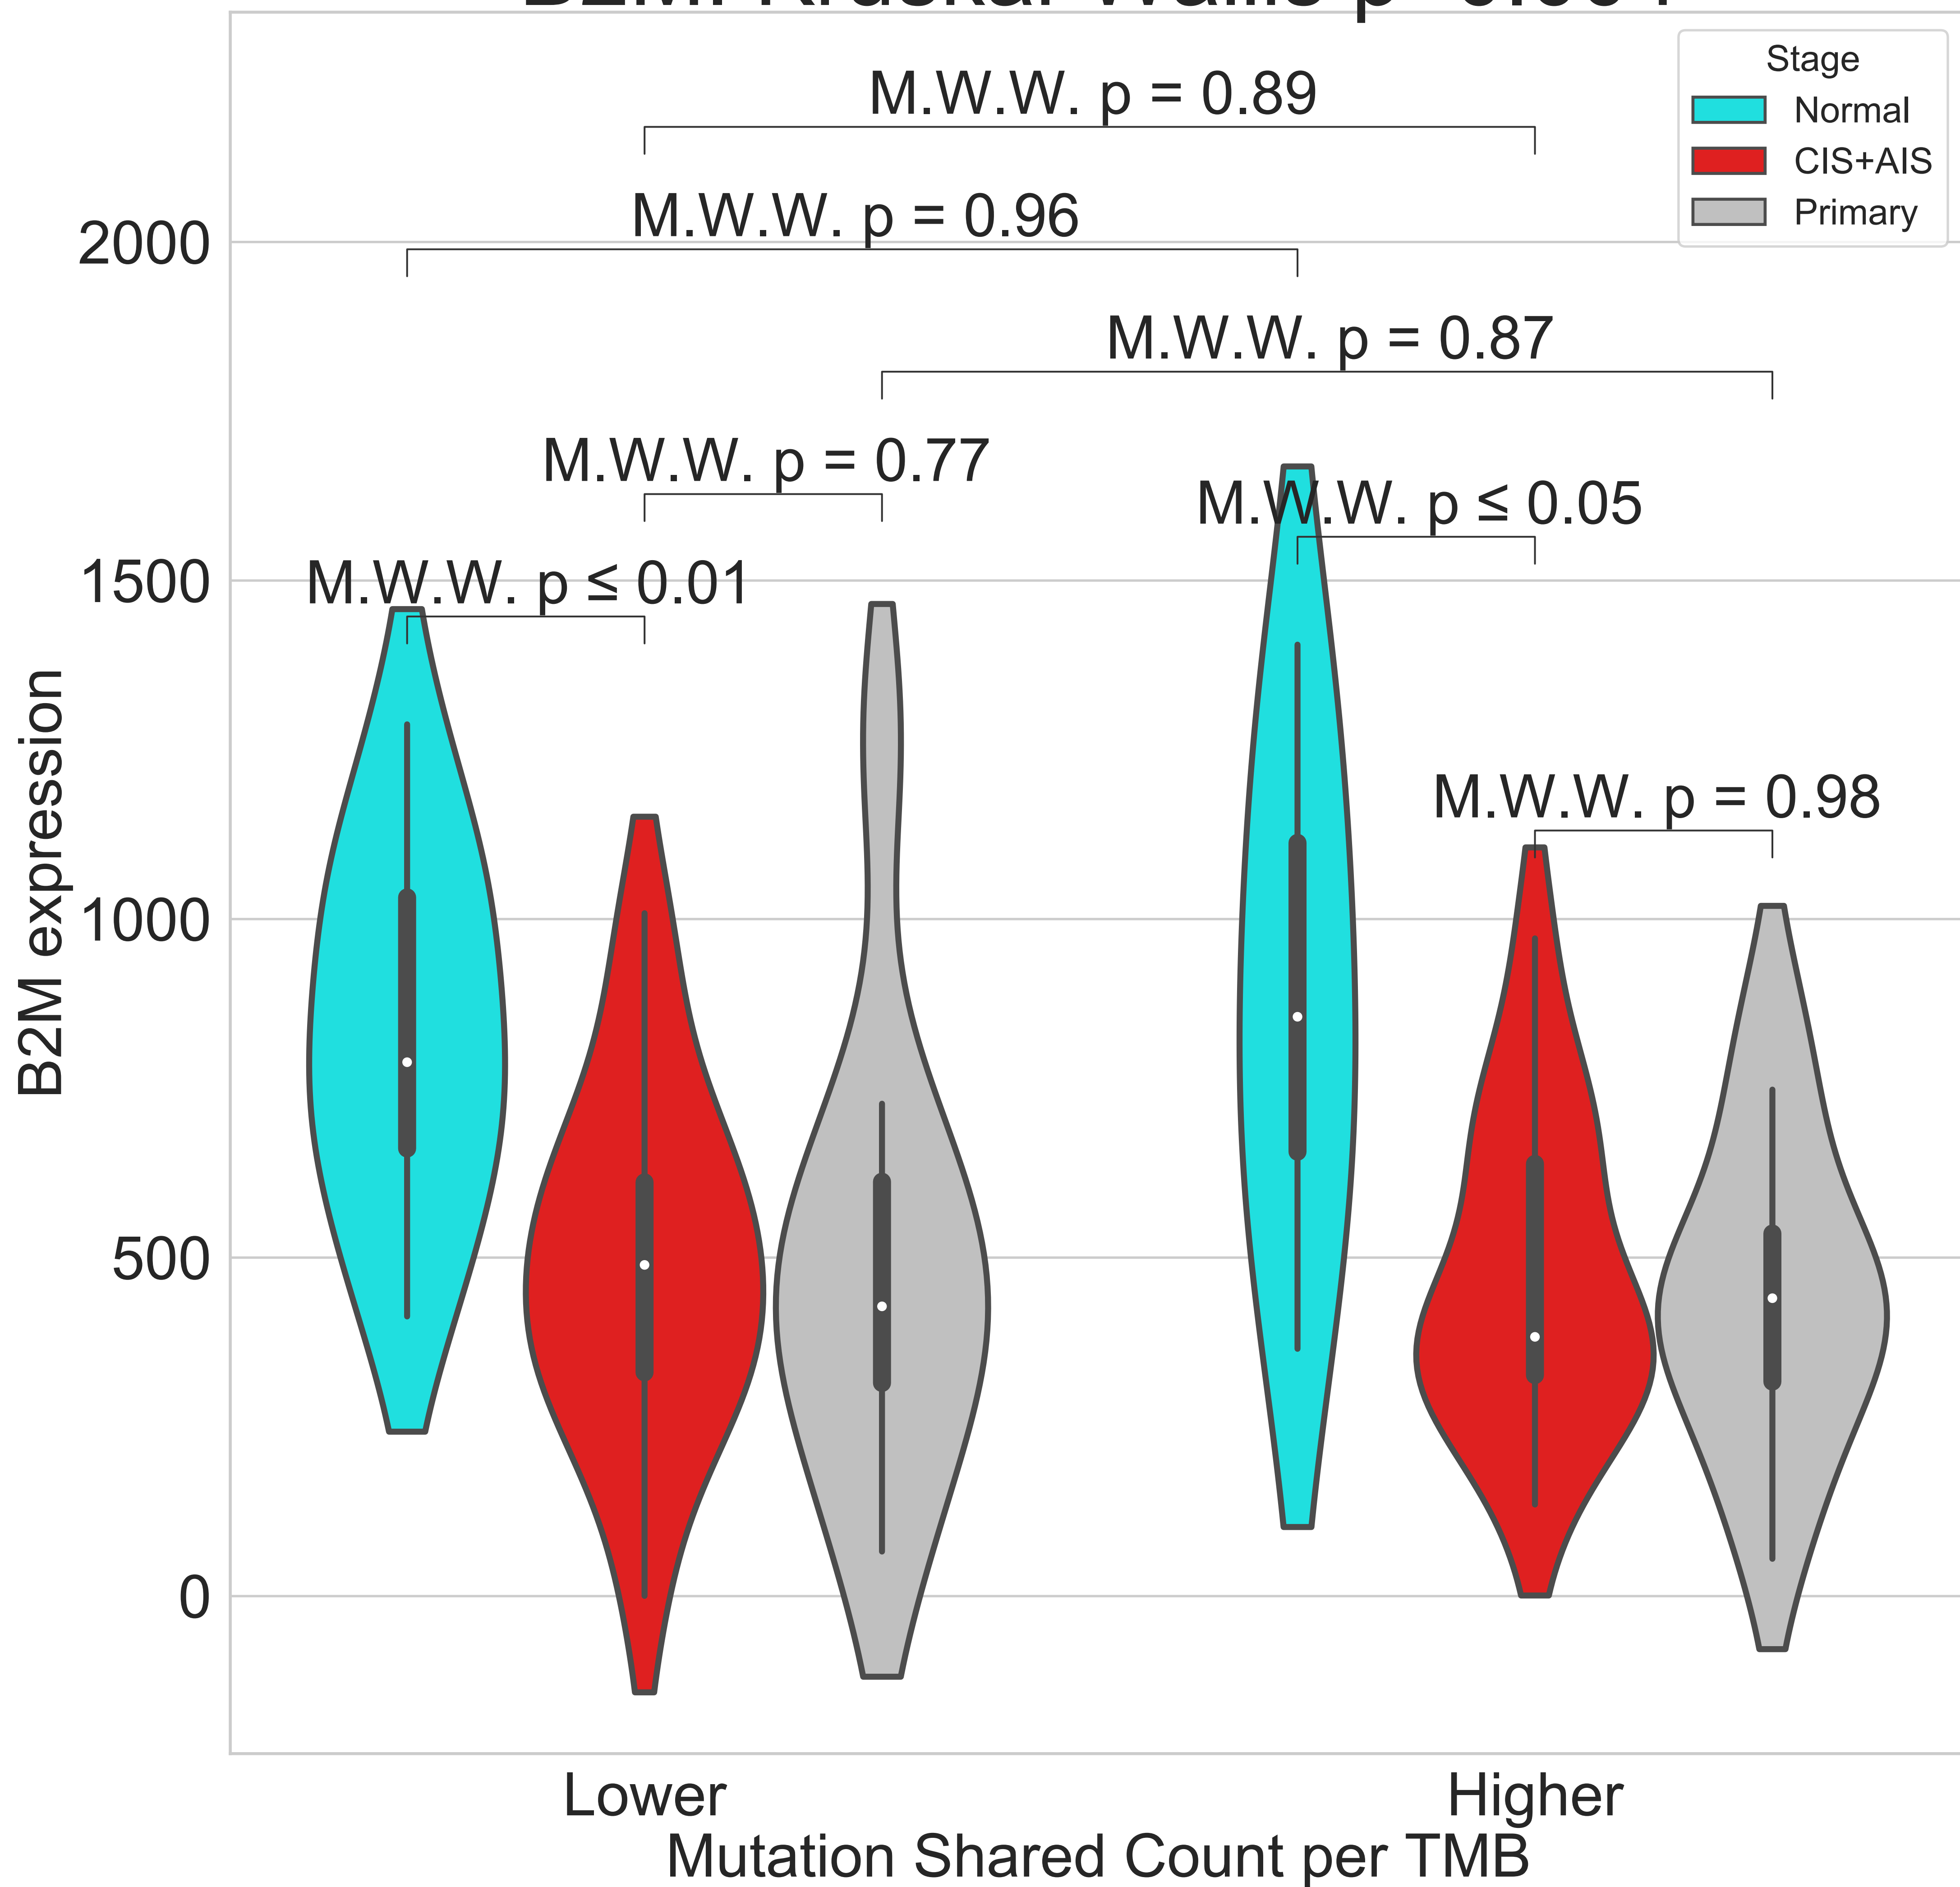 Stage
Normal
CIS+AIS
Primary
M.W.W. p = 0.89
M.W.W. p = 0.96
M.W.W. p = 0.87
M.W.W. p = 0.77
M.W.W. p ≤ 0.05
M.W.W. p ≤ 0.01
M.W.W. p = 0.98
2000
1500
1000
500
0
B2M expression
Lower
Higher
Mutation Shared Count per TMB